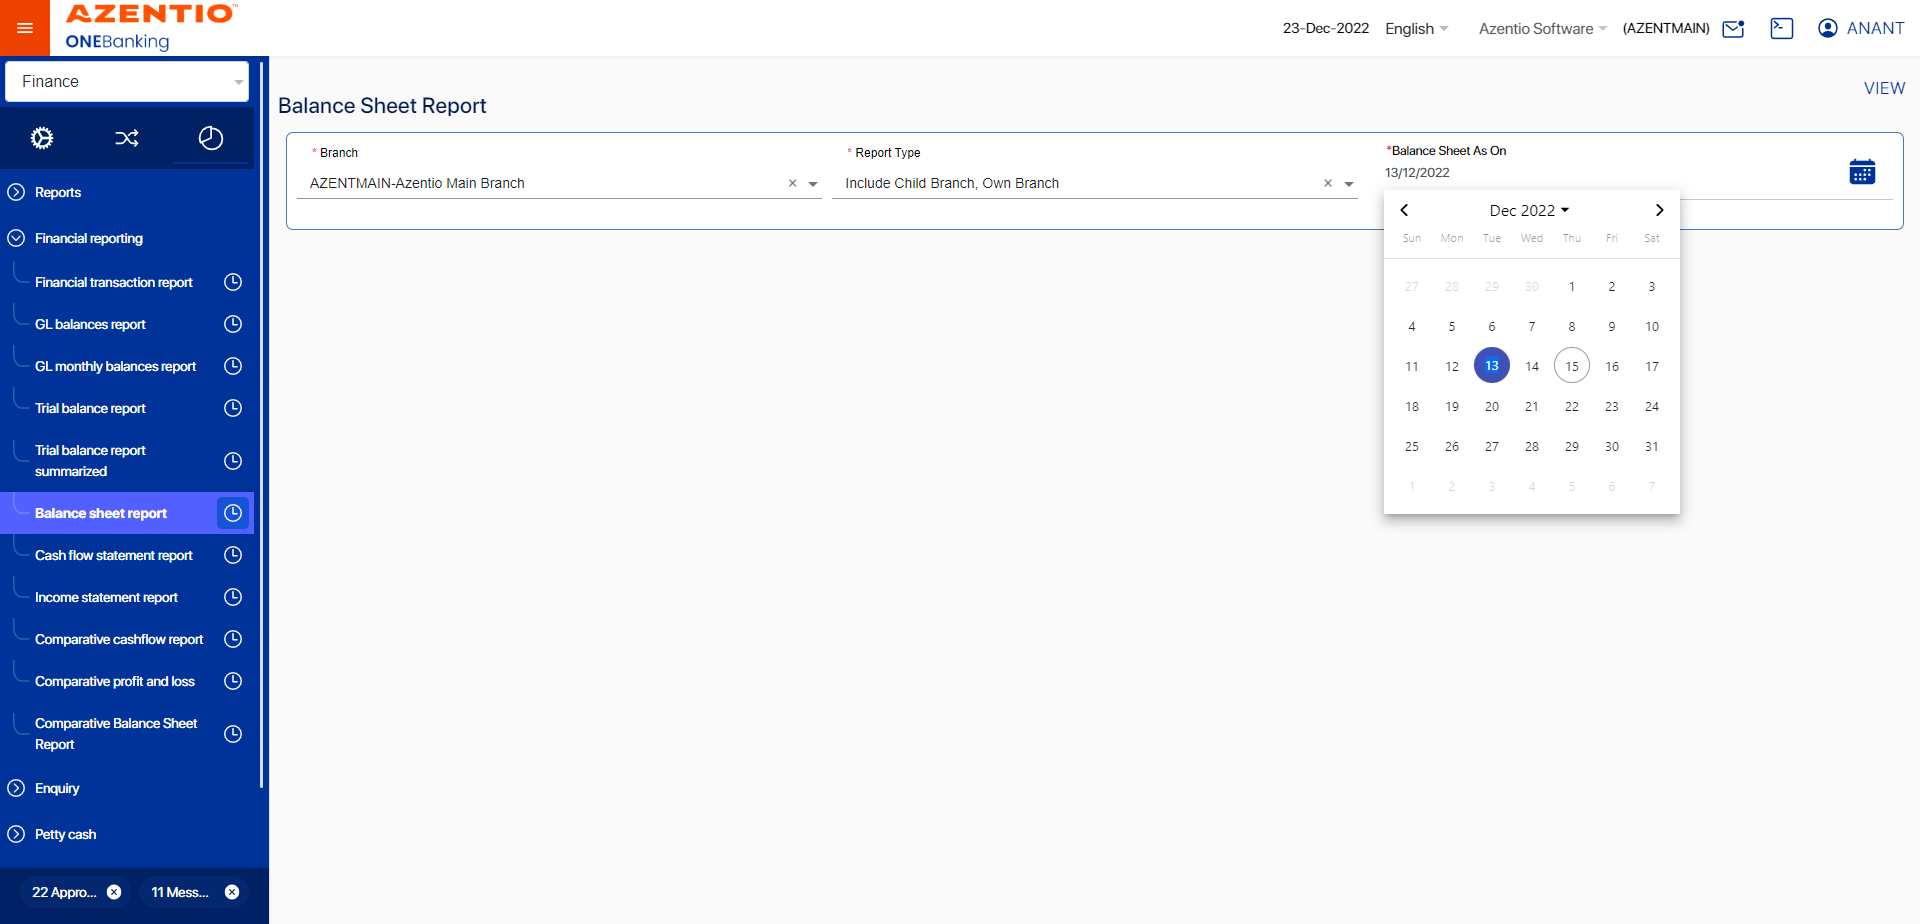 AZENTIO™
ONEBanking
23-Dec-2022 English Azentio Software (AZENTMAIN) ANANT
Finance
Reports
Financial reporting
Financial transaction report
GL balances report
GL monthly balances report
Trial balance report
Trial balance report
summarized
Balance sheet report
Cash flow statement report
Income statement report
Comparative cashflow report
Comparative profit and loss
Comparative Balance Sheet
Report
Enquiry
Petty cash
22 Appro... 11 Mess...
VIEW
Balance Sheet Report
* Branch
AZENTMAIN-Azentio Main Branch
* Report Type
Include Child Branch, Own Branch
*Balance Sheet As On
13/12/2022
Dec 2022
Sun Mon Tue Wed Thu Fri Sat
27 28 29 30 1 2 3
4 5 6 7 8 9 10
11 12 13 14 15 16 17
18 19 20 21 22 23 24
25 26 27 28 29 30 31
1 2 3 4 5 6 7